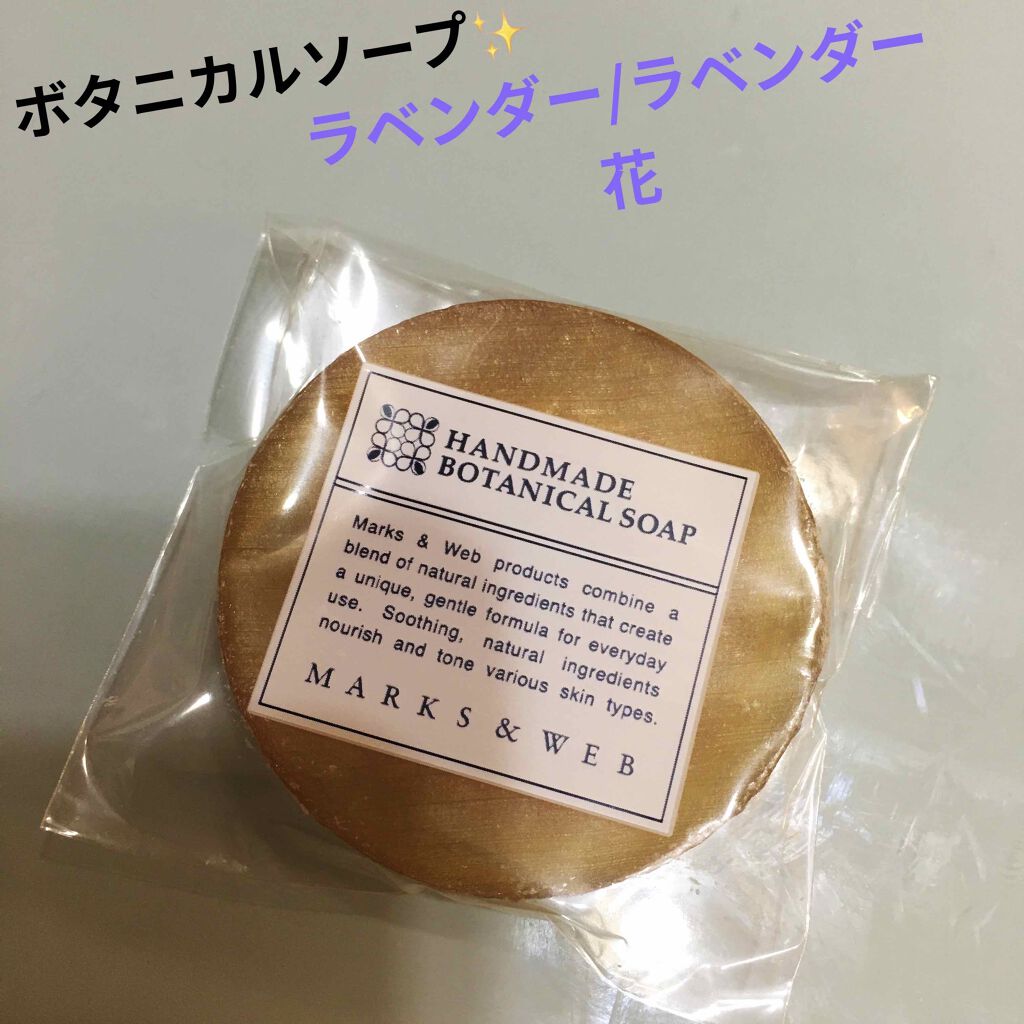 ボタニカルソープ✨
ラベンダー/ラベンダー
花
HANDMADE
BOTANICAL SOAP
Marks & Web products combine a
blend of natural ingredients that create
a unique, gentle formula for everyday
use. Soothing, natural ingredients
nourish and tone various skin types.
MARKS & WEB